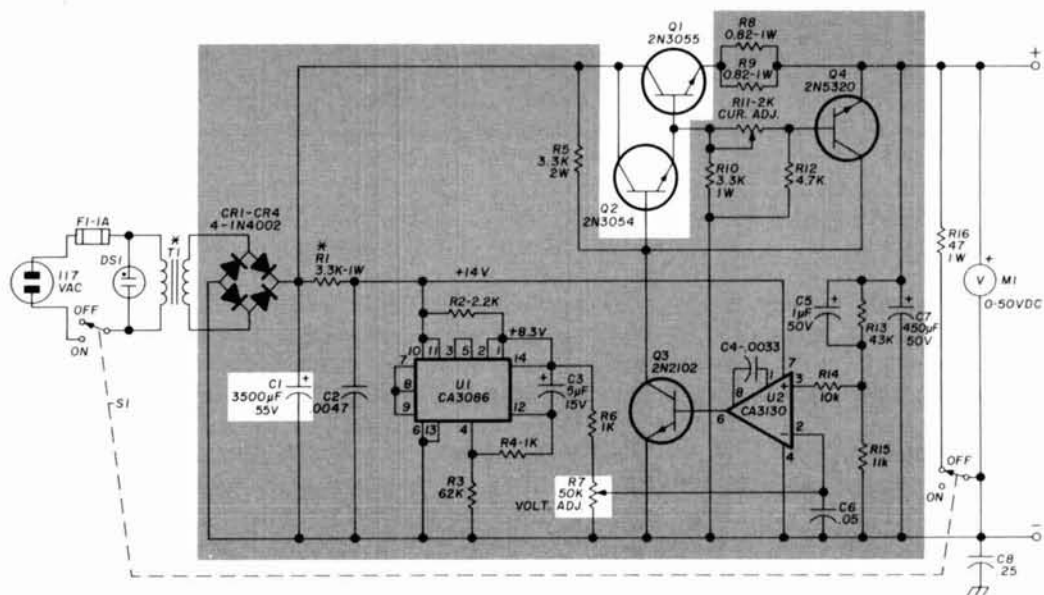 F1-1A
117
VAC
OFF
ON
DS1
S1
*
T1
CR1-CR4
4-1N4002
*
R1
3.3K-1W
+14V
C1
+
3500µF
55V
C2
.0047
R2-2.2K
+8.3V
10
11
3
5
2
1
7
8
9
14
12
U1
CA3086
6
13
4
+
C3
5µF
15V
R4-1K
R3
62K
R6
1K
R7
50K
VOLT. ADJ.
R5
3.3K
2W
Q1
2N3055
Q2
2N3054
R8
0.82-1W
R9
0.82-1W
R11-2K
CUR. ADJ.
R10
3.3K
1W
R12
4.7K
Q4
2N5320
Q3
2N2102
C4-.0033
8
1
7
3
+
U2
CA3130
6
-
2
4
R14
10k
C5
1µF
50V
+
R13
43K
+
C7
450µF
50V
R15
11k
C6
.05
R16
47
1W
+
V
M1
0-50VDC
OFF
ON
C8
.25
+
-